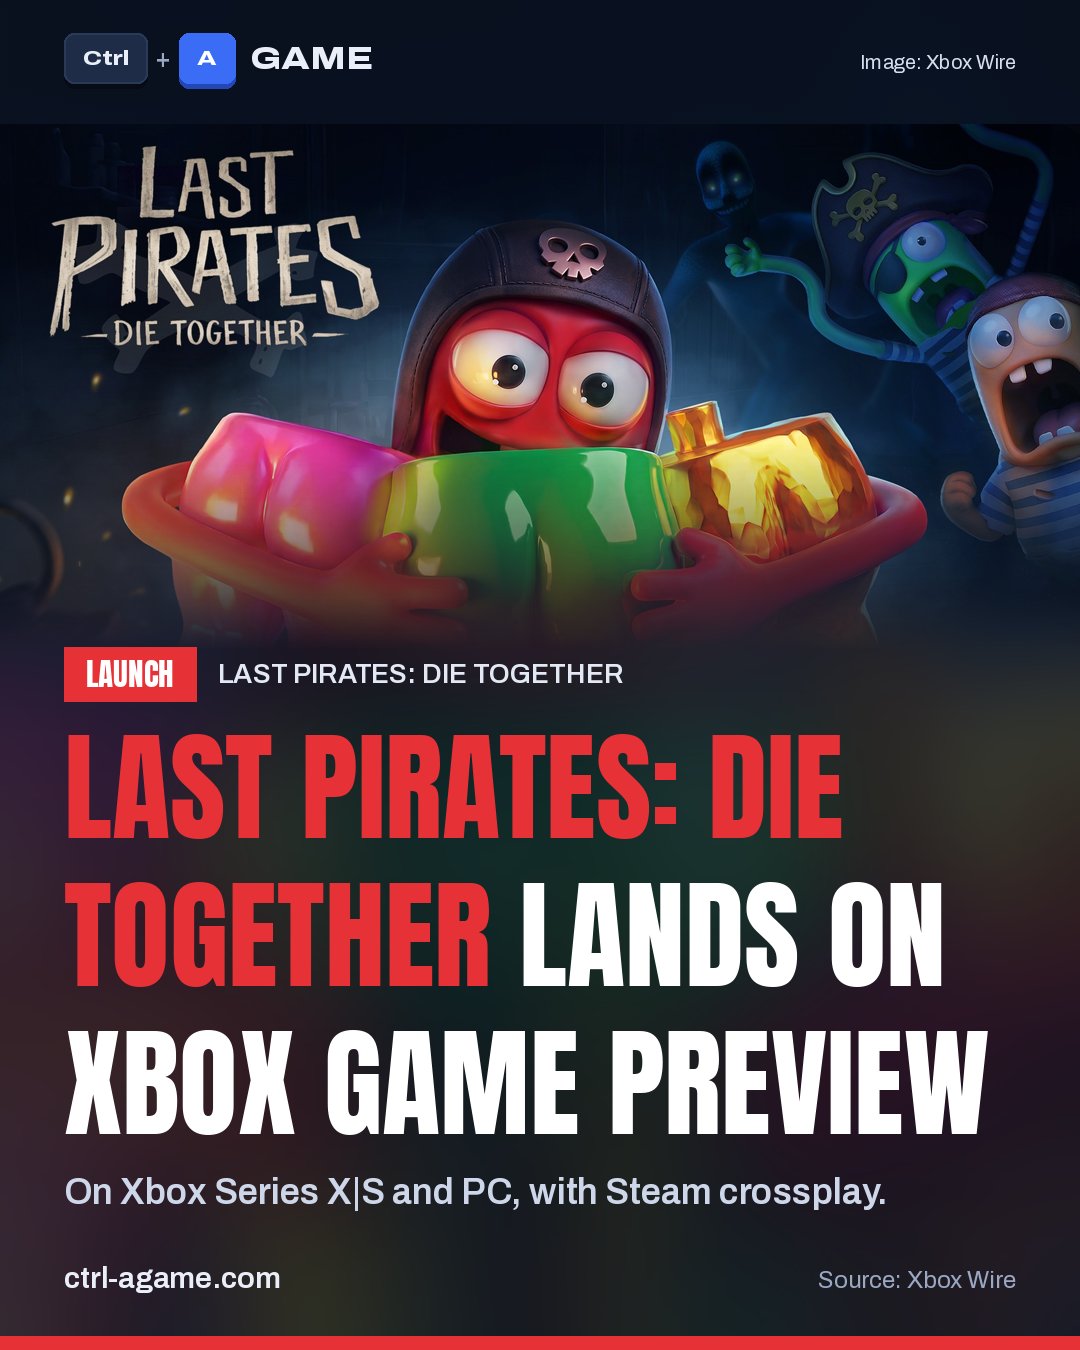 Ctrl + A GAME
Image: Xbox Wire
LAST
PIRATES
DIE TOGETHER
LAUNCH LAST PIRATES: DIE TOGETHER
LAST PIRATES: DIE
TOGETHER LANDS ON
XBOX GAME PREVIEW
On Xbox Series X|S and PC, with Steam crossplay.
ctrl-agame.com
Source: Xbox Wire